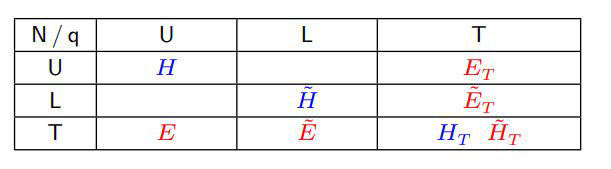 N / q U L T
U H E_T
L H̃ Ẽ_T
T E Ẽ H_T H̃_T